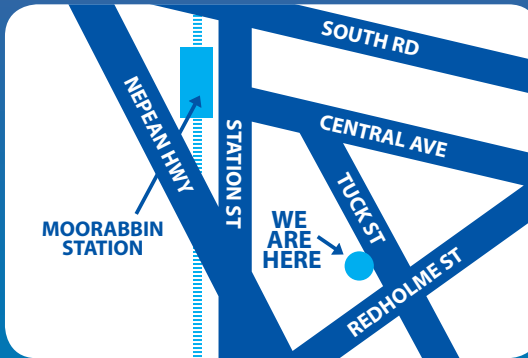 SOUTH RD
NEPEAN HWY
STATION ST
CENTRAL AVE
TUCK ST
MOORABBIN
STATION
WE
ARE
HERE
REDHOLME ST